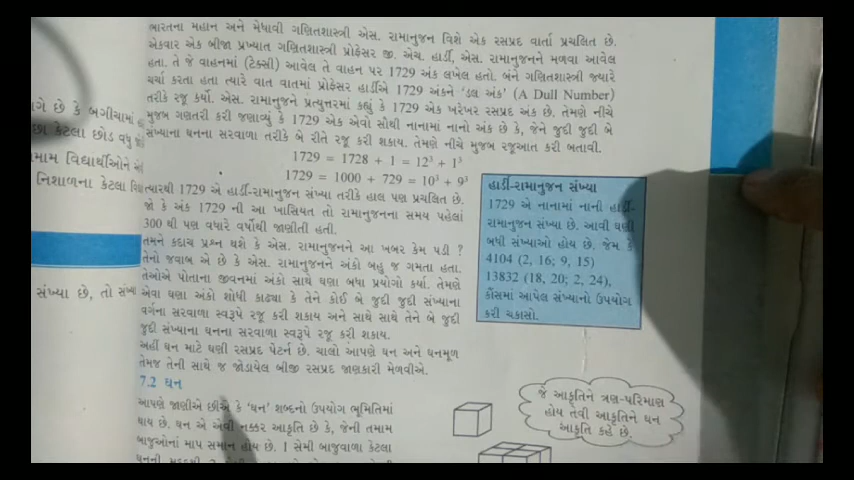 ભારતના મહાન અને મેધાવી ગણિતશાસ્ત્રી એસ. રામાનુજન વિશે એક રસપ્રદ વાર્તા પ્રચલિત છે.
એકવાર એક બીજા પ્રખ્યાત ગણિતશાસ્ત્રી પ્રોફેસર જી. એચ. હાર્ડી, એસ. રામાનુજનને મળવા આવેલ
હતા. તે જે વાહનમાં (ટેક્સી) આવેલ તે વાહન પર 1729 અંક લખેલ હતો. બંને ગણિતશાસ્ત્રી જ્યારે
ચર્ચા કરતા હતા ત્યારે વાત વાતમાં પ્રોફેસર હાર્ડીએ 1729 અંકને ‘ડલ અંક’ (A Dull Number)
તરીકે રજૂ કર્યો. એસ. રામાનુજને પ્રત્યુત્તરમાં કહ્યું કે 1729 એક ખરેખર રસપ્રદ અંક છે. તેમણે નીચે
મુજબ ગણતરી કરી જણાવ્યું કે 1729 એક એવો સૌથી નાનામાં નાનો અંક છે કે, જેને જુદી જુદી બે
સંખ્યાના ઘનના સરવાળા તરીકે બે રીતે રજૂ કરી શકાય. તેમણે નીચે મુજબ રજૂઆત કરી બતાવી.
1729 = 1728 + 1 = 12³ + 1³
1729 = 1000 + 729 = 10³ + 9³
ત્યારથી 1729 એ હાર્ડી-રામાનુજન સંખ્યા તરીકે હાલ પણ પ્રચલિત છે.
જો કે અંક 1729 ની આ ખાસિયત તો રામાનુજનના સમય પહેલાં
300 થી પણ વધારે વર્ષોથી જાણીતી હતી.
તમને કદાચ પ્રશ્ન થશે કે એસ. રામાનુજનને આ ખબર કેમ પડી ?
તેનો જવાબ એ છે કે એસ. રામાનુજનને અંકો બહુ જ ગમતા હતા.
તેઓએ પોતાના જીવનમાં અંકો સાથે ઘણા બધા પ્રયોગો કર્યા. તેમણે
એવા ઘણા અંકો શોધી કાઢ્યા કે તેને કોઈ બે જુદી જુદી સંખ્યાના
વર્ગના સરવાળા સ્વરૂપે રજૂ કરી શકાય અને સાથે સાથે તેને બે જુદી
જુદી સંખ્યાના ઘનના સરવાળા સ્વરૂપે રજૂ કરી શકાય.
અહીં ઘન માટે ઘણી રસપ્રદ પેટર્ન છે. ચાલો આપણે ઘન અને ઘનમૂળ
તેમજ તેની સાથે જ જોડાયેલ બીજી રસપ્રદ જાણકારી મેળવીએ.
7.2 ઘન
આપણે જાણીએ છીએ કે ‘ઘન’ શબ્દનો ઉપયોગ ભૂમિતિમાં
થાય છે. ઘન એ એવી નક્કર આકૃતિ છે કે, જેની તમામ
બાજુઓનાં માપ સમાન હોય છે. 1 સેમી બાજુવાળા કેટલા
હાર્ડી-રામાનુજન સંખ્યા
1729 એ નાનામાં નાની હાર્ડી-
રામાનુજન સંખ્યા છે. આવી ઘણી
બધી સંખ્યાઓ હોય છે. જેમ કે
4104 (2, 16; 9, 15)
13832 (18, 20; 2, 24),
કૌંસમાં આપેલ સંખ્યાનો ઉપયોગ
કરી ચકાસો.
જે આકૃતિને ત્રણ-પરિમાણ
હોય તેવી આકૃતિને ઘન
આકૃતિ કહે છે.
છે કે બગીચામાં
કેટલા છોડ વધુ
વિદ્યાર્થીઓને
નિશાળના કેટલા
સંખ્યા છે, તો